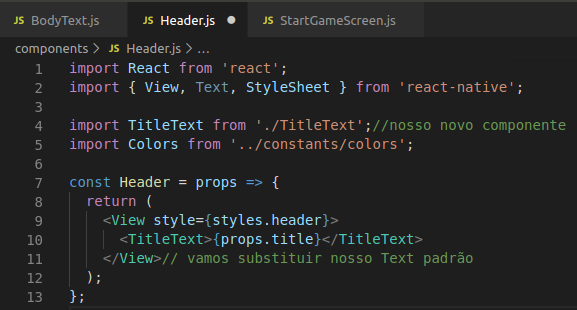 JS BodyText.js JS Header.js ● JS StartGameScreen.js
components > JS Header.js > ...
1 import React from 'react';
2 import { View, Text, StyleSheet } from 'react-native';
3
4 import TitleText from './TitleText';//nosso novo componente
5 import Colors from '../constants/colors';
6
7 const Header = props => {
8 return (
9 <View style={styles.header}>
10 <TitleText>{props.title}</TitleText>
11 </View>// vamos substituir nosso Text padrão
12 );
13 };